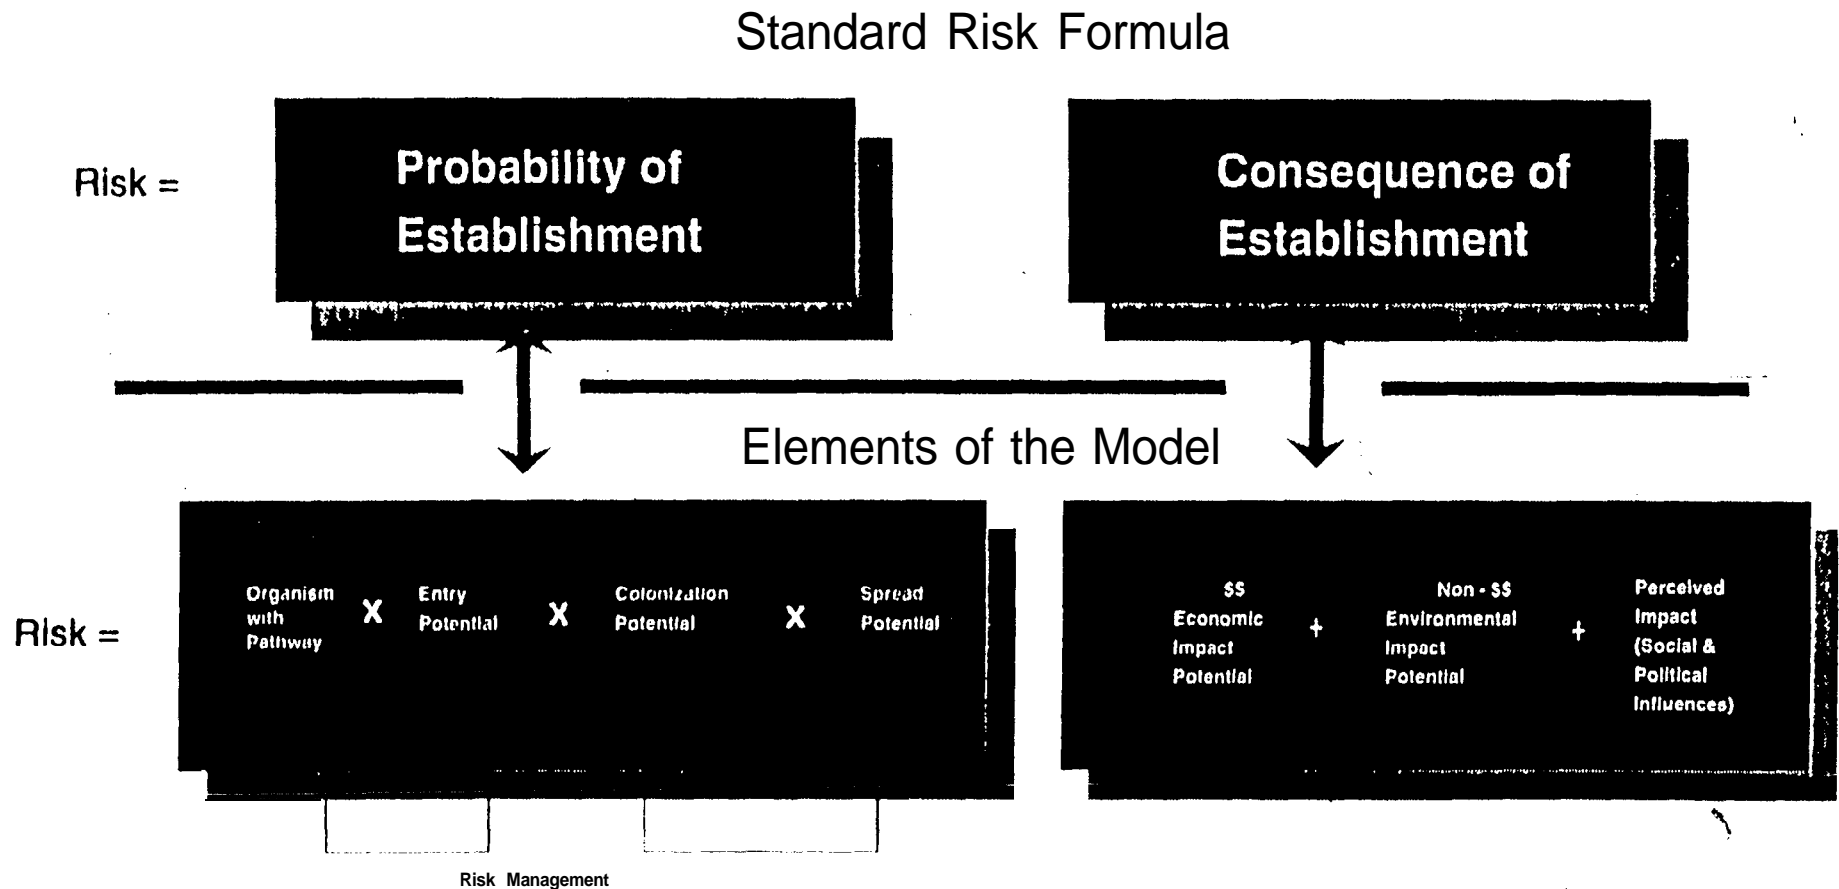 Standard Risk Formula
Risk =
Probability of
Establishment
Consequence of
Establishment
Elements of the Model
Risk =
Organism
with
Pathway
X
Entry
Potential
X
Colonization
Potential
X
Spread
Potential
$$
Economic
Impact
Potential
+
Non - $$
Environmental
Impact
Potential
+
Perceived
Impact
(Social &
Political
Influences)
Risk Management